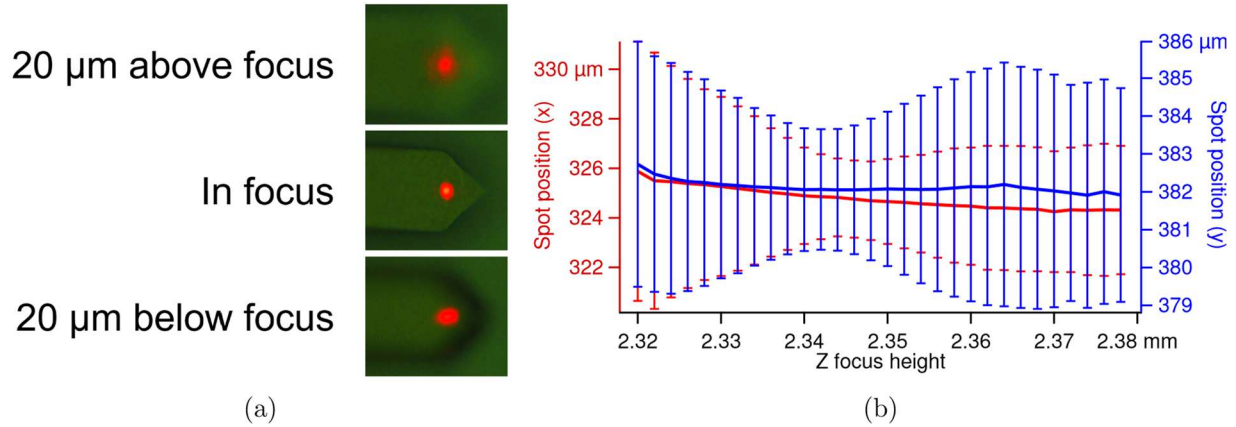 20 µm above focus
In focus
20 µm below focus
(a)
Spot position (x)
330 µm
328
326
324
322
386 µm
385
384
383
382
381
380
379
Spot position (y)
2.32 2.33 2.34 2.35 2.36 2.37 2.38 mm
Z focus height
(b)